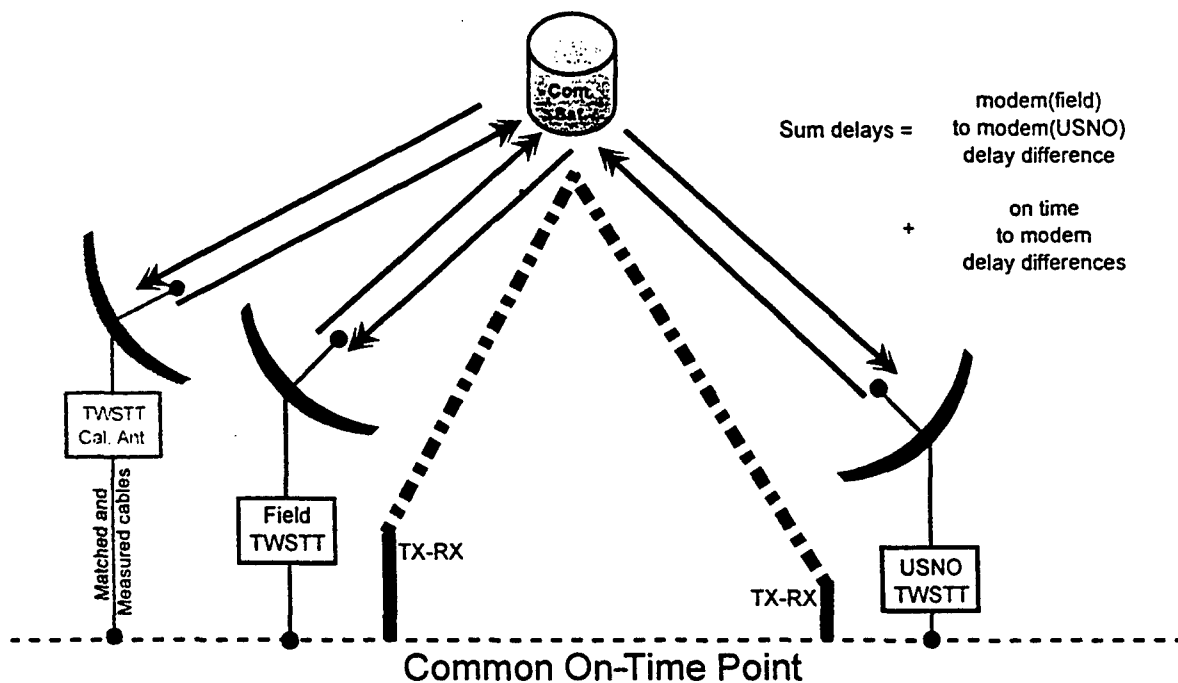 Com.
Sat.
modem(field)
Sum delays = to modem(USNO)
delay difference
+ on time
to modem
delay differences
TWSTT
Cal. Ant
Matched and
Measured cables
Field
TWSTT
TX-RX
TX-RX
USNO
TWSTT
Common On-Time Point